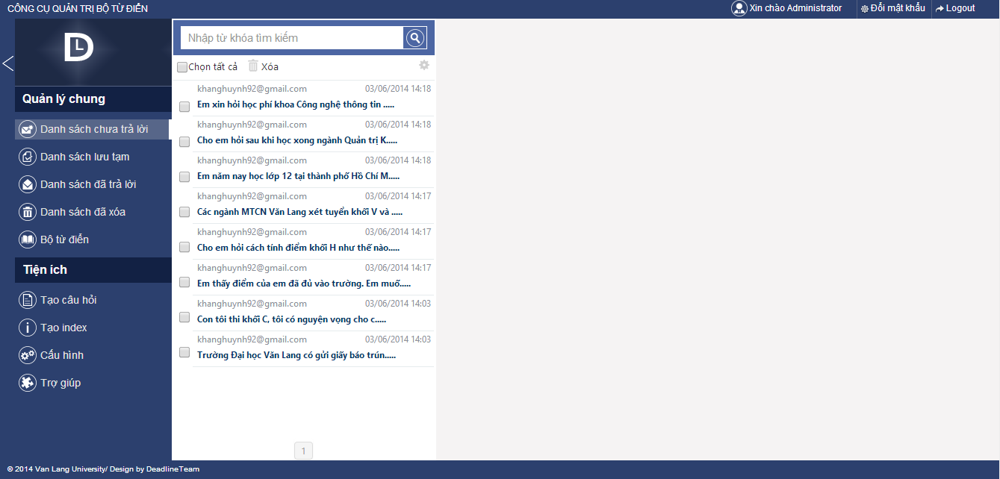 CÔNG CỤ QUẢN TRỊ BỘ TỪ ĐIỂN
Xin chào Administrator
Đổi mật khẩu
Logout
DL
Quản lý chung
Danh sách chưa trả lời
Danh sách lưu tạm
Danh sách đã trả lời
Danh sách đã xóa
Bộ từ điển
Tiện ích
Tạo câu hỏi
Tạo index
Cấu hình
Trợ giúp
Nhập từ khóa tìm kiếm
Chọn tất cả Xóa
khanghuynh92@gmail.com 03/06/2014 14:18
Em xin hỏi học phí khoa Công nghệ thông tin .....
khanghuynh92@gmail.com 03/06/2014 14:18
Cho em hỏi sau khi học xong ngành Quản trị K.....
khanghuynh92@gmail.com 03/06/2014 14:18
Em năm nay học lớp 12 tại thành phố Hồ Chí M.....
khanghuynh92@gmail.com 03/06/2014 14:17
Các ngành MTCN Văn Lang xét tuyển khối V và .....
khanghuynh92@gmail.com 03/06/2014 14:17
Cho em hỏi cách tính điểm khối H như thế nào.....
khanghuynh92@gmail.com 03/06/2014 14:17
Em thấy điểm của em đã đủ vào trường. Em muố.....
khanghuynh92@gmail.com 03/06/2014 14:03
Con tôi thi khối C, tôi có nguyện vọng cho c.....
khanghuynh92@gmail.com 03/06/2014 14:03
Trường Đại học Văn Lang có gửi giấy báo trún.....
1
© 2014 Van Lang University/ Design by DeadlineTeam